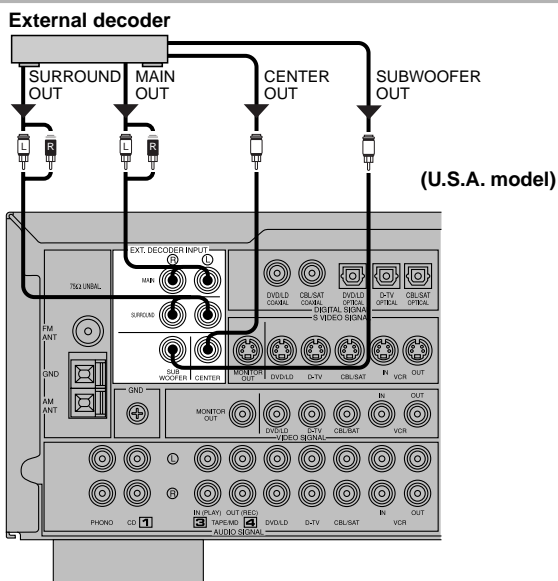 External decoder
SURROUND OUT
MAIN OUT
CENTER OUT
SUBWOOFER OUT
L R
L R
(U.S.A. model)
EXT. DECODER INPUT
R L
MAIN
SURROUND
SUB WOOFER
CENTER
75Ω UNBAL.
FM ANT
GND
AM ANT
GND
DVD/LD COAXIAL
CBL/SAT COAXIAL
DVD/LD OPTICAL
D-TV OPTICAL
CBL/SAT OPTICAL
DIGITAL SIGNAL
S VIDEO SIGNAL
MONITOR OUT
DVD/LD
D-TV
CBL/SAT
IN
VCR
OUT
MONITOR OUT
DVD/LD
D-TV
CBL/SAT
IN
VCR
OUT
VIDEO SIGNAL
L
R
PHONO
CD 1
IN (PLAY) OUT (REC)
3 TAPE/MD 4
DVD/LD
D-TV
CBL/SAT
IN
VCR
OUT
AUDIO SIGNAL